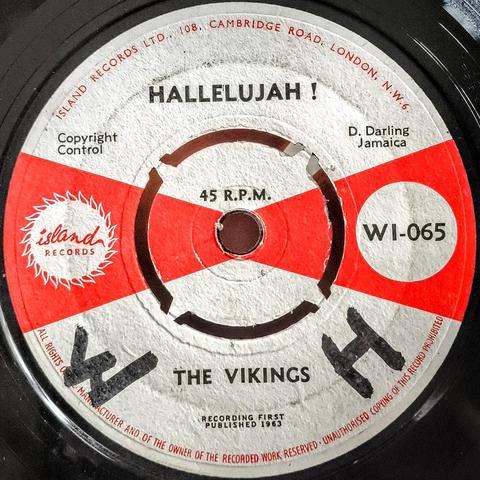 ISLAND RECORDS LTD., 108, CAMBRIDGE ROAD, LONDON, N.W.6.
HALLELUJAH !
Copyright
Control
D. Darling
Jamaica
45 R.P.M.
island
RECORDS
WI-065
W
H
THE VIKINGS
RECORDING FIRST
PUBLISHED 1963
ALL RIGHTS O MANUFACTURER AND OF THE OWNER OF THE RECORDED WORK RESERVED · UNAUTHORISED COPYING OF THIS RECORD PROHIBITED